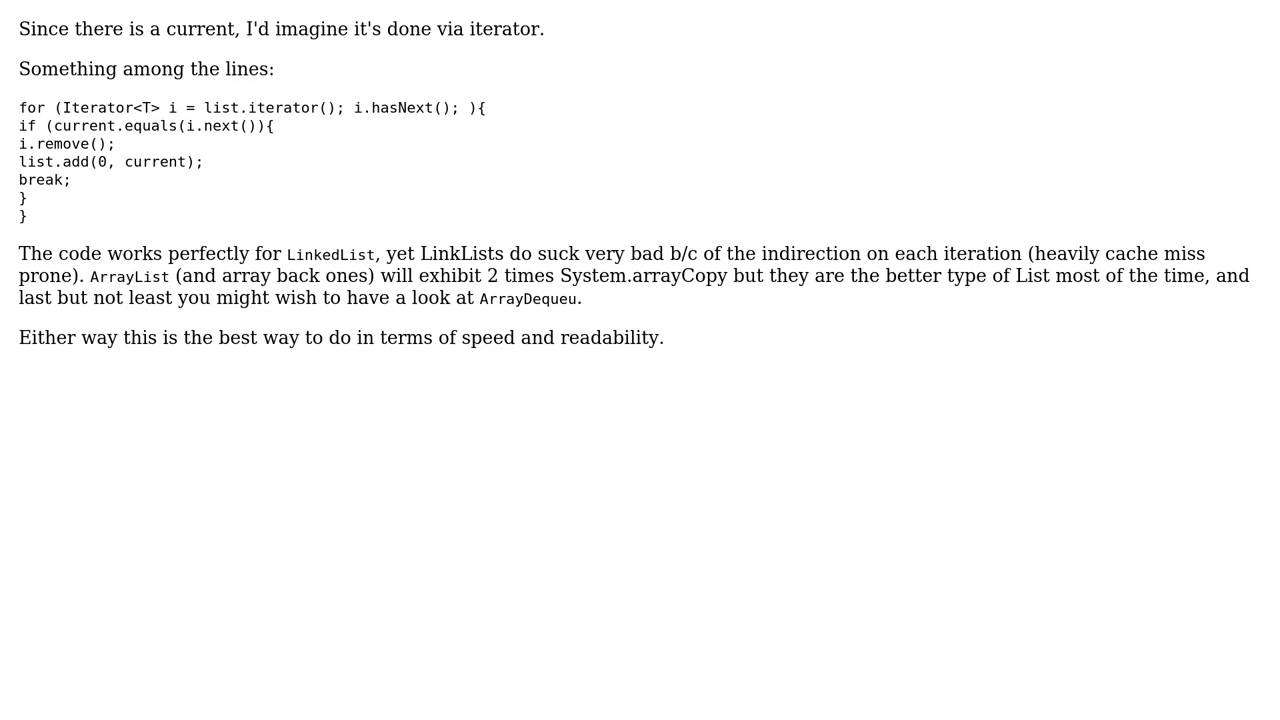 Since there is a current, I'd imagine it's done via iterator.
Something among the lines:
for (Iterator<T> i = list.iterator(); i.hasNext(); ){
if (current.equals(i.next()){
i.remove();
list.add(0, current);
break;
}
}
The code works perfectly for LinkedList, yet LinkLists do suck very bad b/c of the indirection on each iteration (heavily cache miss
prone). ArrayList (and array back ones) will exhibit 2 times System.arrayCopy but they are the better type of List most of the time, and
last but not least you might wish to have a look at ArrayDequeu.
Either way this is the best way to do in terms of speed and readability.